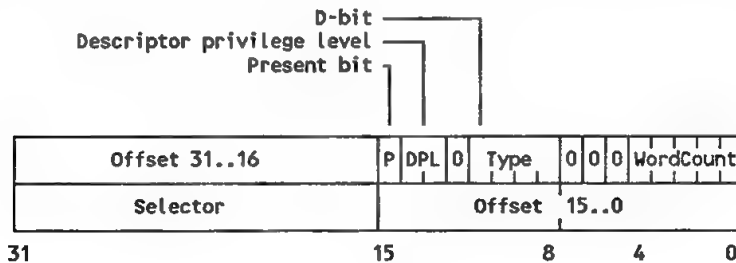 D-bit
Descriptor privilege level
Present bit
Offset 31..16 P DPL 0 Type 0 0 0 WordCount
Selector Offset 15..0
31 15 8 4 0